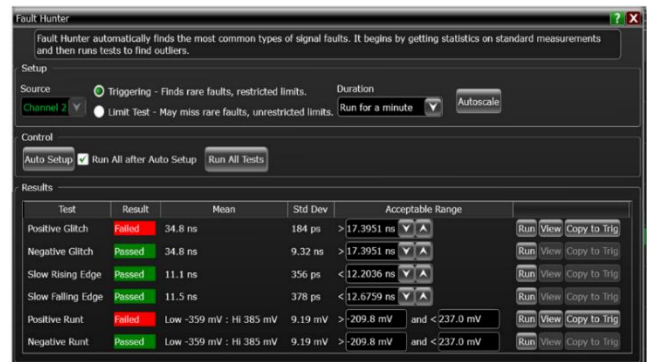 Fault Hunter ? X
Fault Hunter automatically finds the most common types of signal faults. It begins by getting statistics on standard measurements
and then runs tests to find outliers.
Setup
Source
Channel 2
Triggering - Finds rare faults, restricted limits.
Limit Test - May miss rare faults, unrestricted limits.
Duration
Run for a minute
Autoscale
Control
Auto Setup Run All after Auto Setup Run All Tests
Results
Test Result Mean Std Dev Acceptable Range
Positive Glitch Failed 34.8 ns 184 ps > 17.3951 ns Run View Copy to Trig
Negative Glitch Passed 34.8 ns 9.32 ns > 17.3951 ns Run View Copy to Trig
Slow Rising Edge Passed 11.1 ns 356 ps < 12.2036 ns Run View Copy to Trig
Slow Falling Edge Passed 11.5 ns 378 ps < 12.6759 ns Run View Copy to Trig
Positive Runt Failed Low -359 mV : Hi 385 mV 9.19 mV > -209.8 mV and < 237.0 mV Run View Copy to Trig
Negative Runt Passed Low -359 mV : Hi 385 mV 9.19 mV > -209.8 mV and < 237.0 mV Run View Copy to Trig